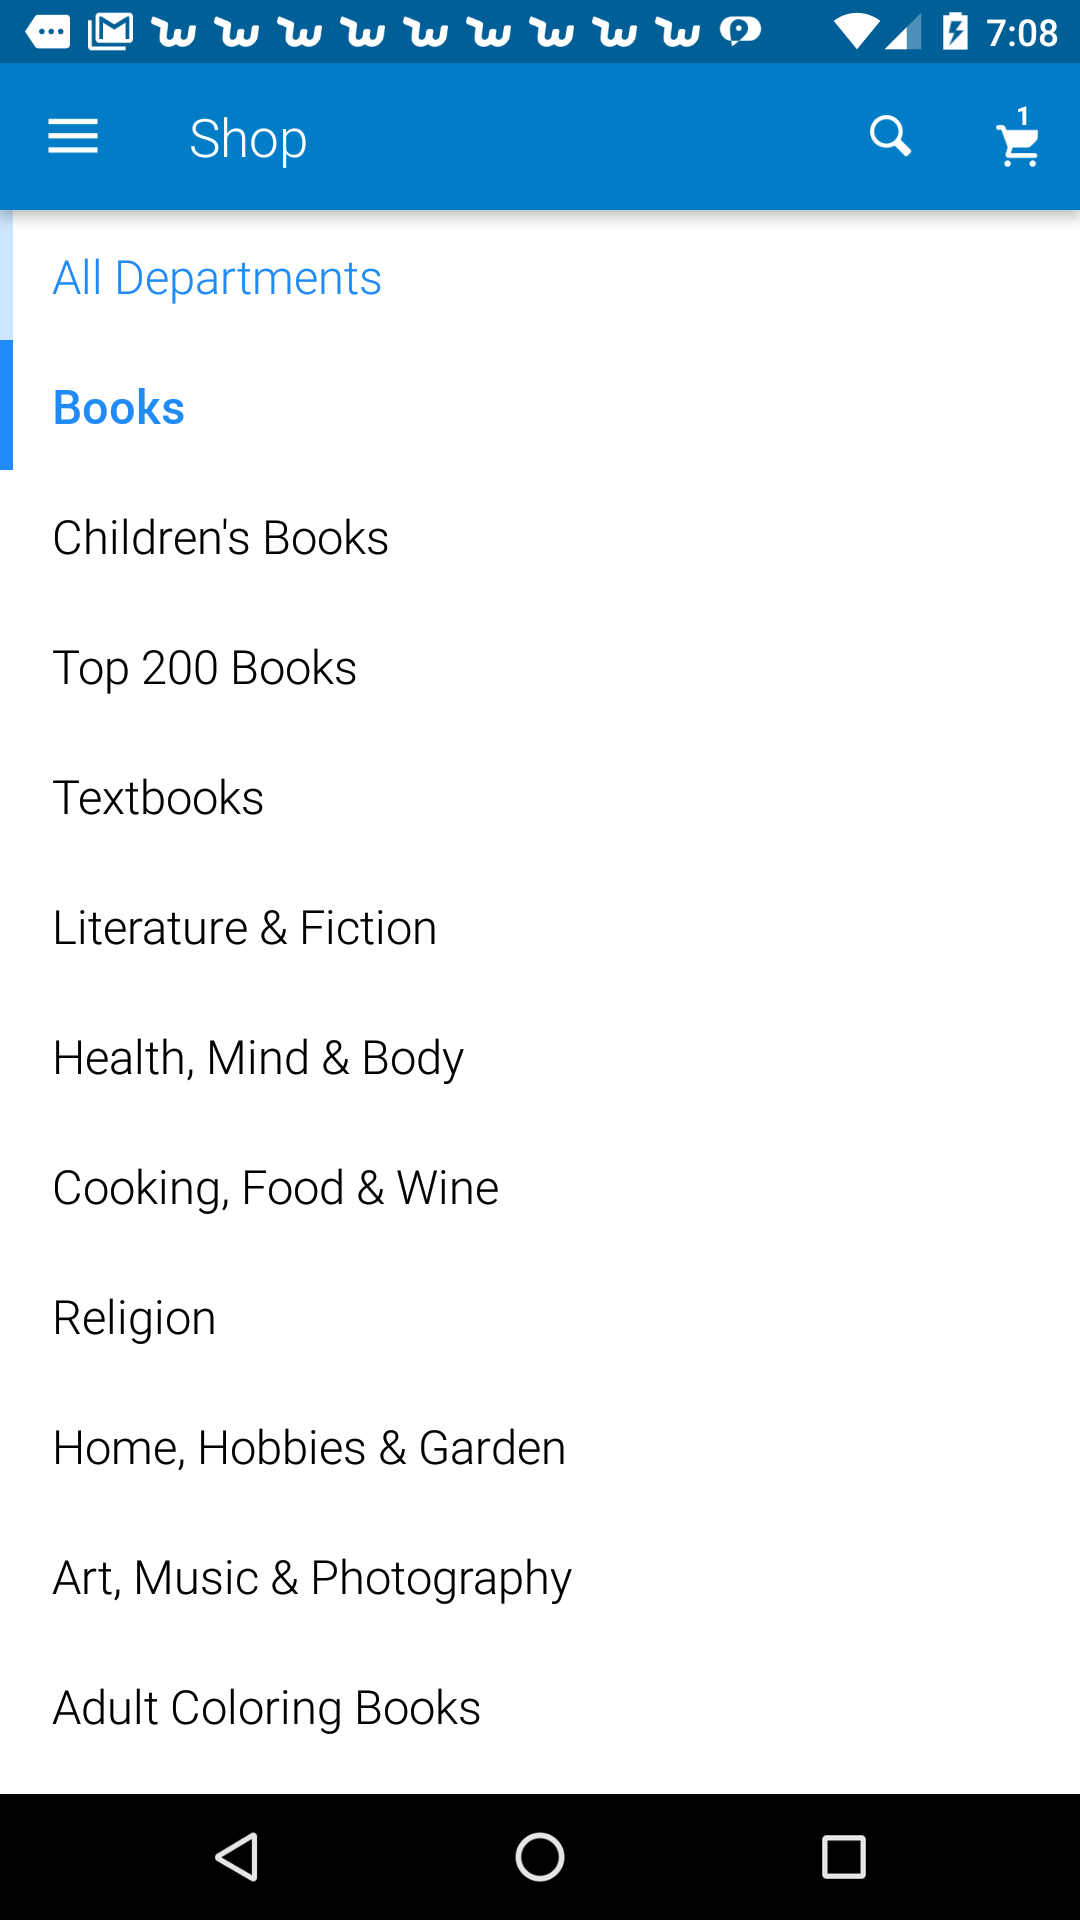 7:08
Shop
1
All Departments
Books
Children's Books
Top 200 Books
Textbooks
Literature & Fiction
Health, Mind & Body
Cooking, Food & Wine
Religion
Home, Hobbies & Garden
Art, Music & Photography
Adult Coloring Books